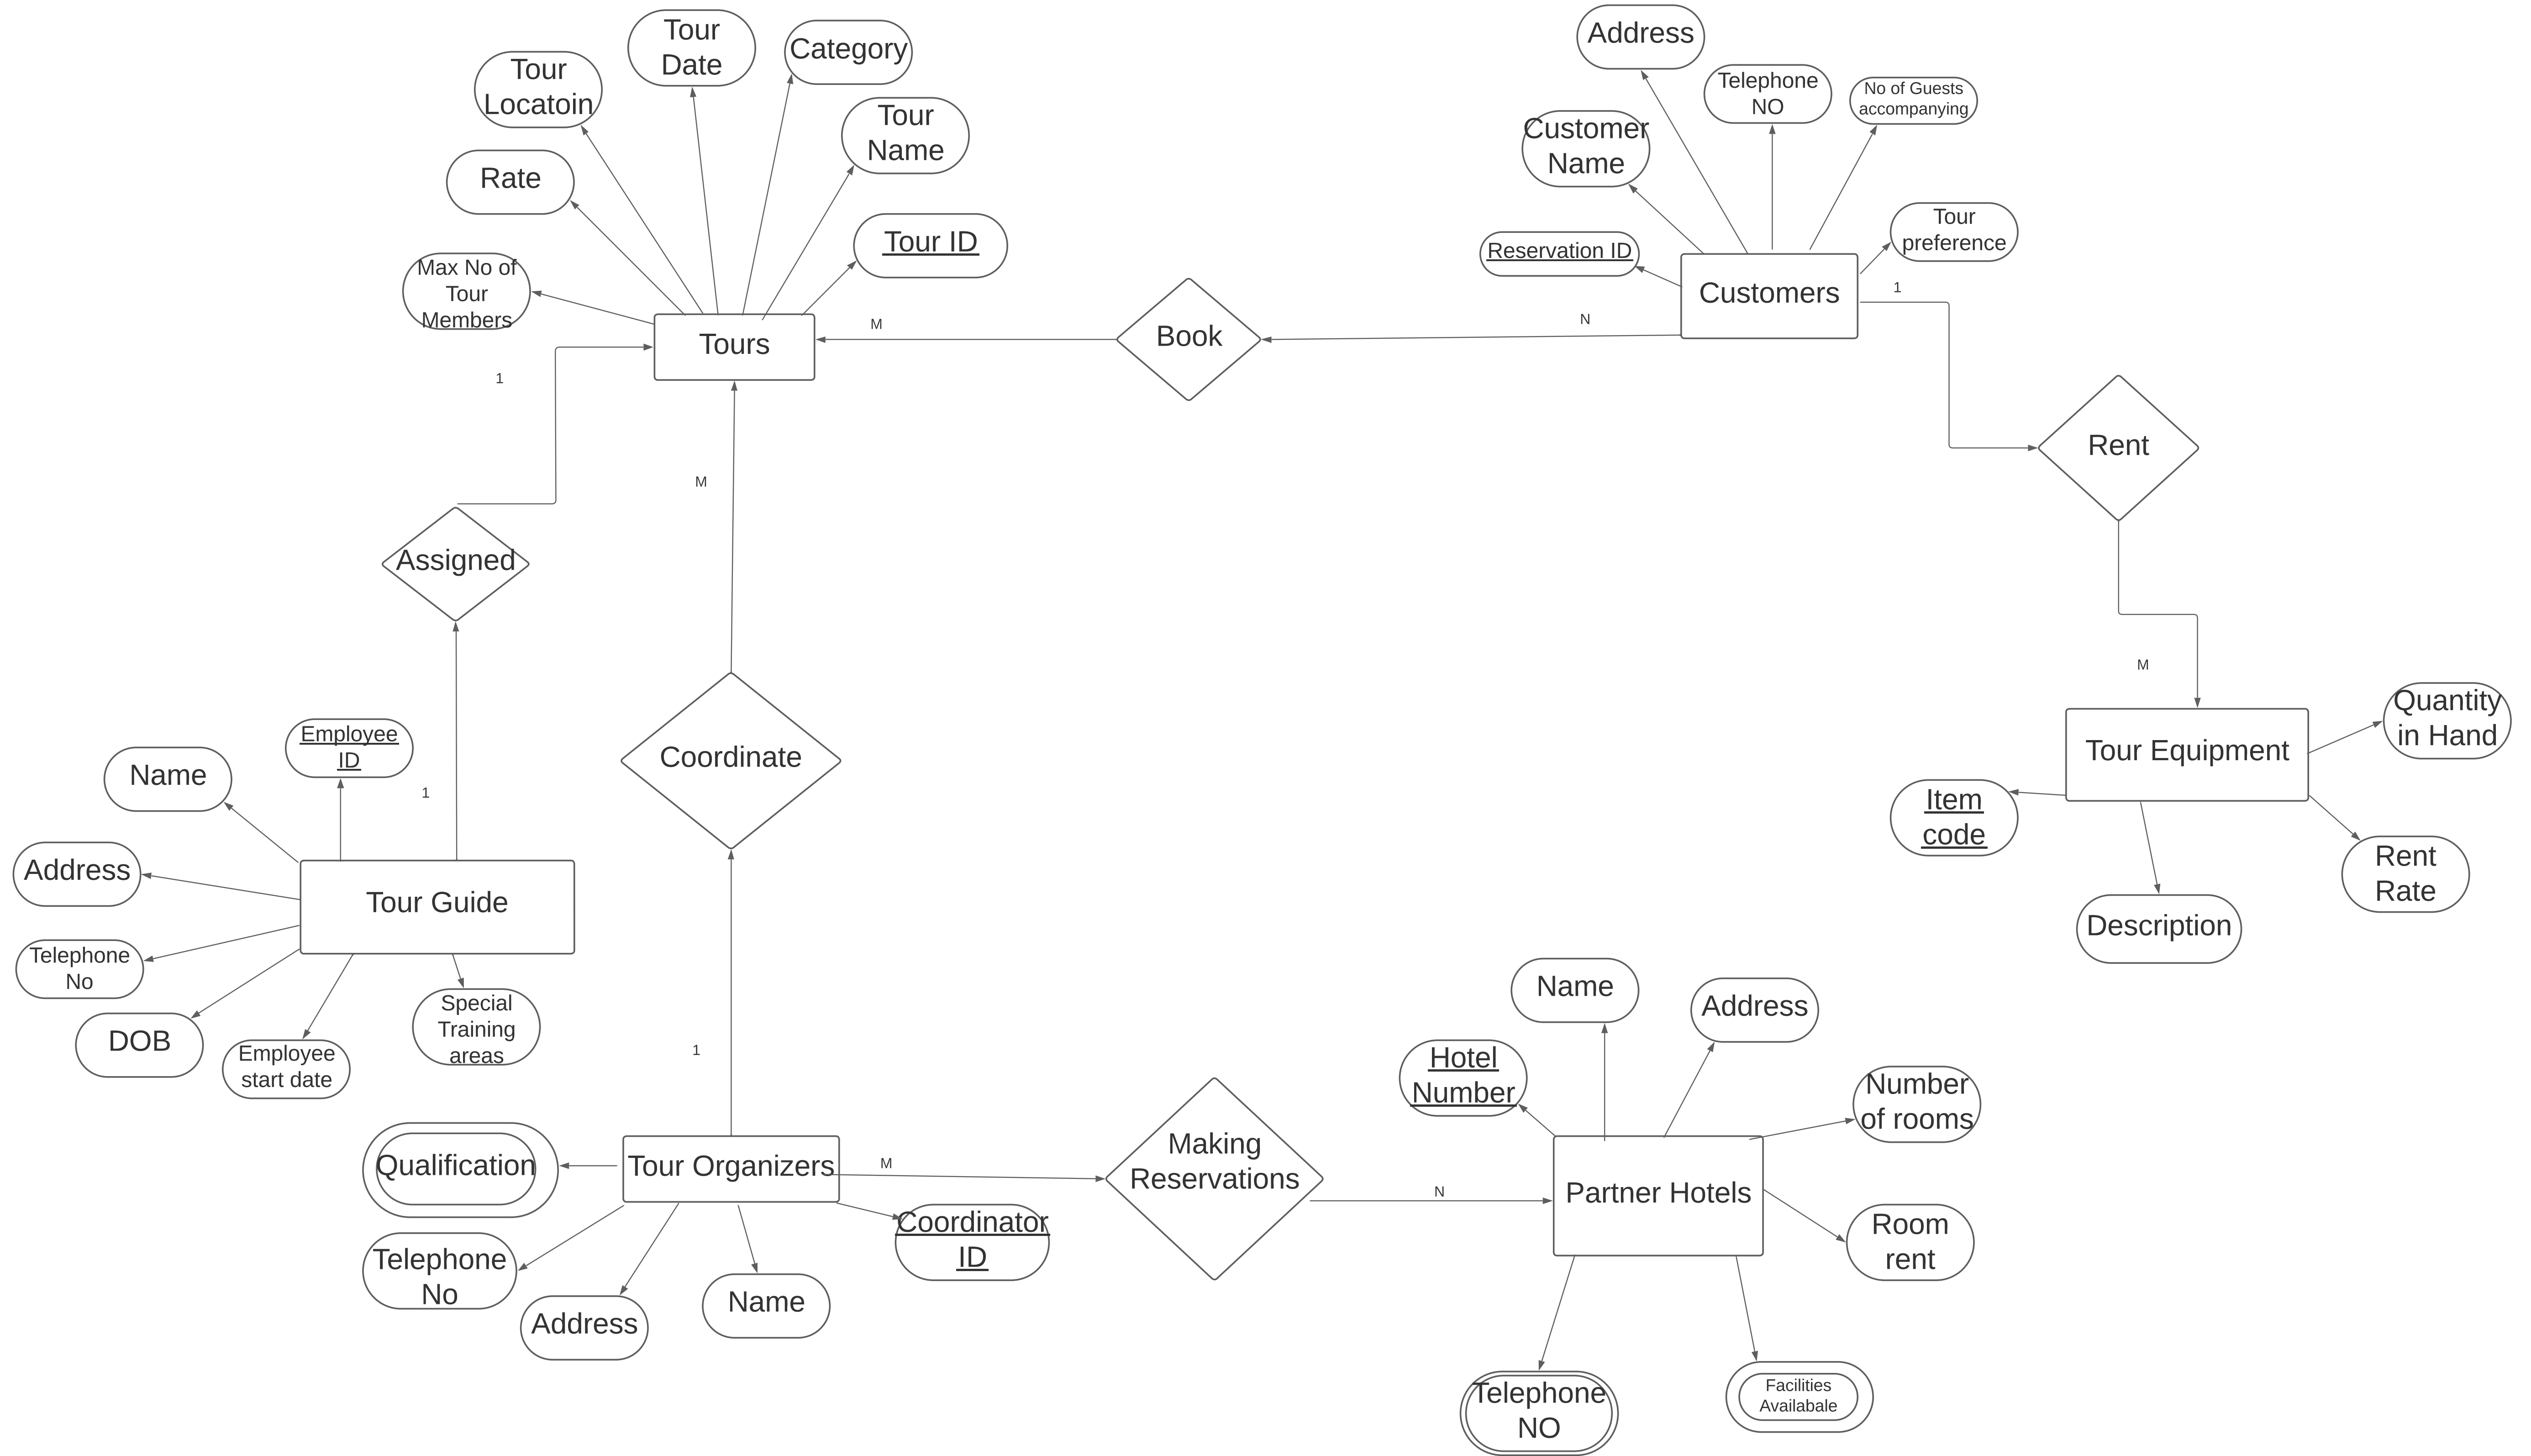 Tour
Locatoin
Tour
Date
Category
Tour
Name
Rate
Tour ID
Max No of
Tour
Members
Tours
1
M
Book
N
Address
Telephone
NO
No of Guests
accompanying
Customer
Name
Reservation ID
Tour
preference
Customers
1
Rent
M
Tour Equipment
Quantity
in Hand
Item
code
Rent
Rate
Description
M
Assigned
Coordinate
1
Employee
ID
Name
Address
Tour Guide
Telephone
No
DOB
Employee
start date
Special
Training
areas
1
Qualification
Tour Organizers
M
Coordinator
ID
Telephone
No
Address
Name
Making
Reservations
N
Name
Address
Hotel
Number
Number
of rooms
Partner Hotels
Room
rent
Telephone
NO
Facilities
Availabale